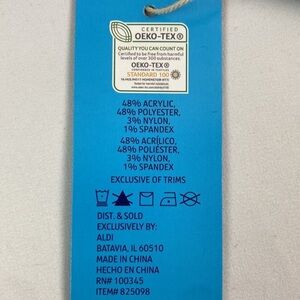 CERTIFIED
OEKO-TEX®
QUALITY YOU CAN COUNT ON
Certified to be free from harmful
levels of over 300 substances.
OEKO-TEX®
STANDARD 100
48% ACRYLIC,
48% POLYESTER,
3% NYLON,
1% SPANDEX
48% ACRÍLICO,
48% POLIÉSTER,
3% NYLON,
1% SPANDEX
EXCLUSIVE OF TRIMS
DIST. & SOLD
EXCLUSIVELY BY:
ALDI
BATAVIA, IL 60510
MADE IN CHINA
HECHO EN CHINA
RN# 100345
ITEM# 825098